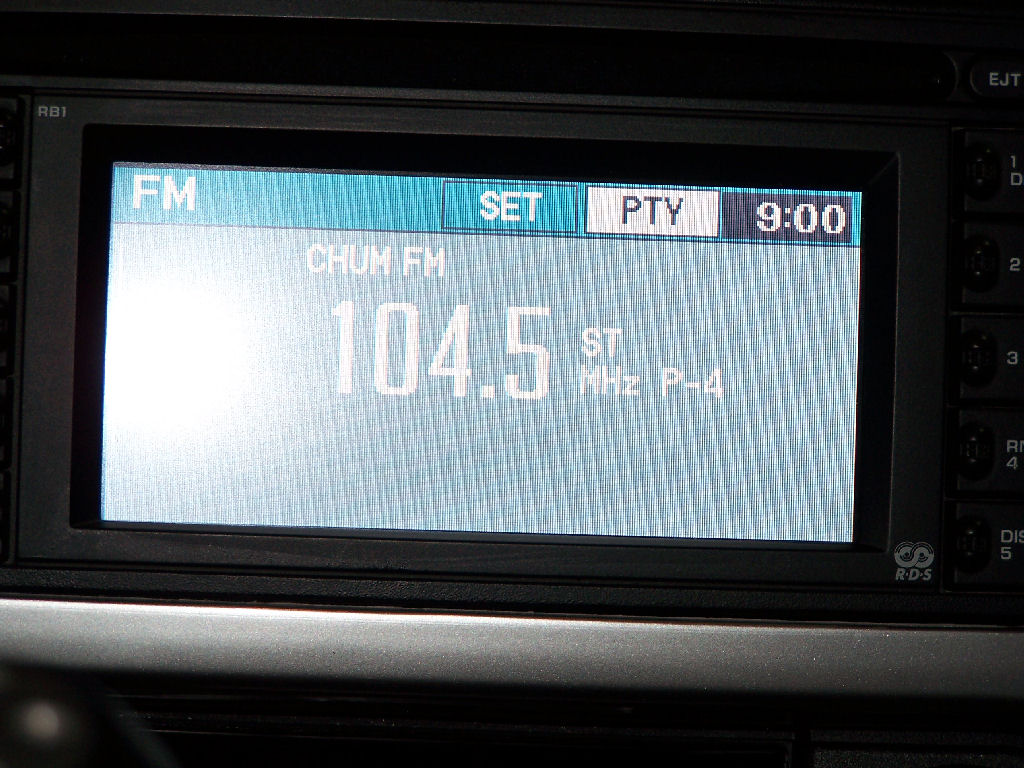 EJT
RB1
1
D
FM SET PTY 9:00
CHUM FM
2
104.5 ST
MHz P-4
3
4
DIS
5
R·D·S